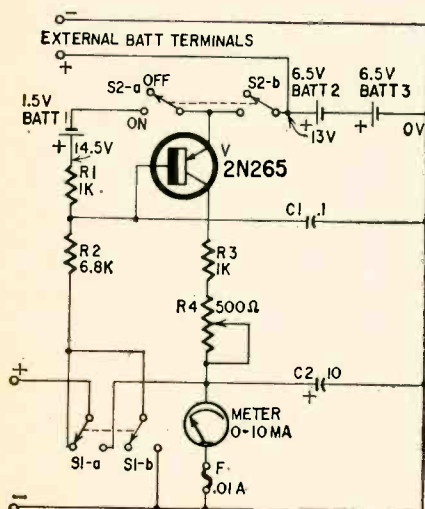 −
EXTERNAL BATT TERMINALS
+
S2-a OFF
S2-b
6.5V
BATT 2
6.5V
BATT 3
1.5V
BATT 1
ON
+
14.5V
+
13V
+
0V
V
2N265
R1
1K
C1 .1
R2
6.8K
R3
1K
R4 500Ω
+
C2 10
+
METER
0-10MA
S1-a
S1-b
F
.01A
−